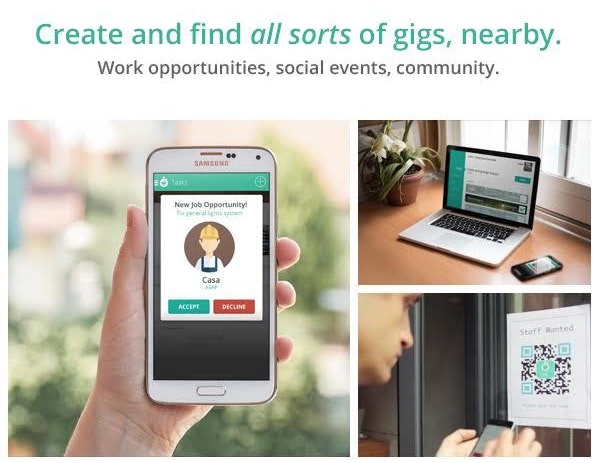 Create and find all sorts of gigs, nearby.
Work opportunities, social events, community.
SAMSUNG
Tasks
New Job Opportunity!
fix general lights system
Casa
ASAP
ACCEPT
DECLINE
Staff Wanted